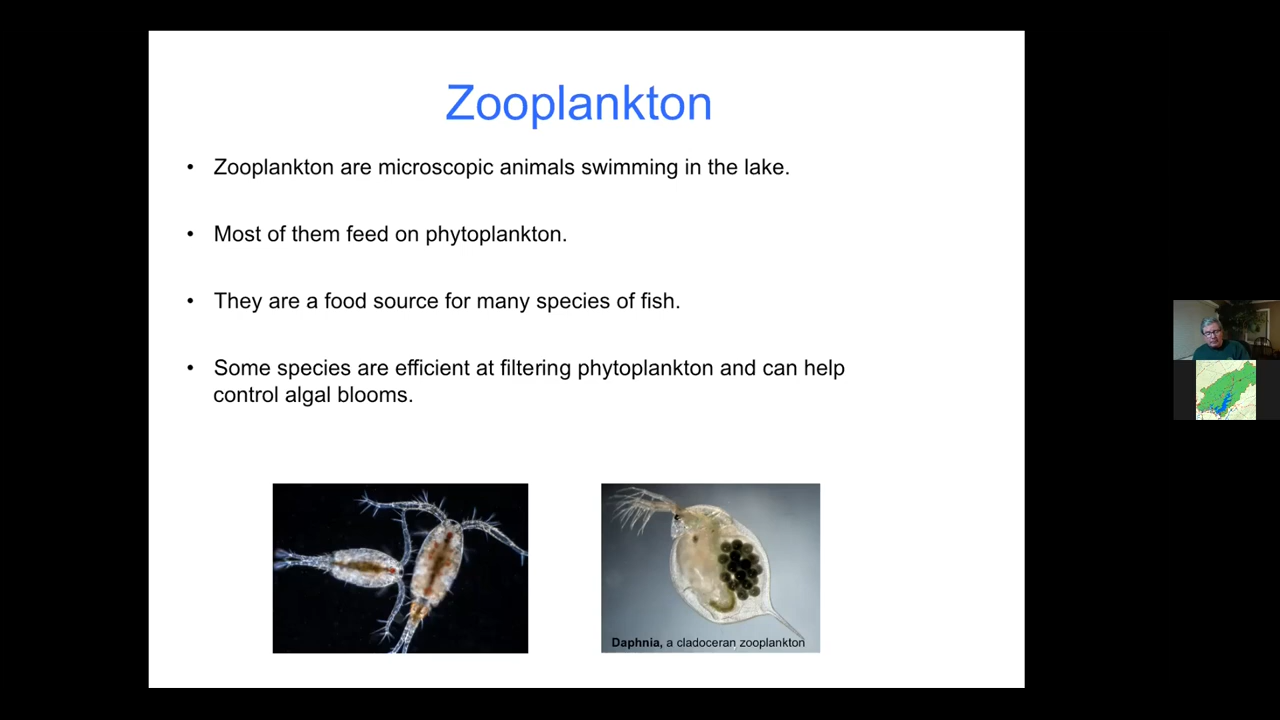 Zooplankton
• Zooplankton are microscopic animals swimming in the lake.
• Most of them feed on phytoplankton.
• They are a food source for many species of fish.
• Some species are efficient at filtering phytoplankton and can help
control algal blooms.
Daphnia, a cladoceran zooplankton